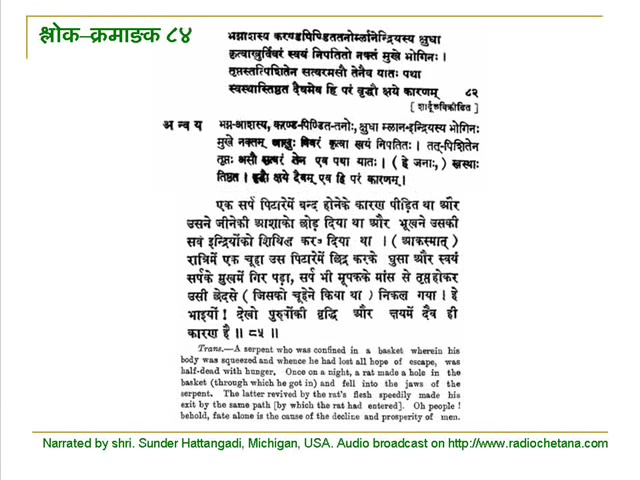 श्लोक–क्रमाङ्क ८४
भग्नाशस्य करण्डपिण्डिततनोर्म्लानेन्द्रियस्य क्षुधा
कृत्वाखुर्विवरं स्वयं निपतितो नक्तं मुखे भोगिनः ।
तृप्तस्तत्पिशितेन सत्वरमसौ तेनैव यातः पथा
स्वस्थास्तिष्ठत दैवमेव हि परं वृद्धौ क्षये कारणम् ८२
[ शार्दूलविक्रीडित ]
अन्वय भग्न-आशस्य, करण्ड-पिण्डित-तनोः, क्षुधा म्लान-इन्द्रियस्य भोगिनः
मुखे नक्तम् आखुः विवरं कृत्वा स्वयं निपतितः । तत्-पिशितेन
तृप्तः असौ सत्वरं तेन एव पथा यातः । ( हे जनाः, ) स्वस्थाः
तिष्ठत । वृद्धौ क्षये दैवम् एव हि परं कारणम् ।
एक सर्प पिटारेमें बन्द होनेके कारण पीड़ित था और
उसने जीनेकी आशाको छोड़ दिया था और भूखने उसकी
सब इन्द्रियोंको शिथिल कर दिया था । ( आकस्मात् )
रात्रिमें एक चूहा उस पिटारेमें छिद्र करके घुसा और स्वयं
सर्पके मुखमें गिर पड़ा, सर्प भी मूषकके मांस से तृप्त होकर
उसी छेदसे ( जिसको चूहेने किया था ) निकल गया ! हे
भाइयों ! देखो पुरुषोंकी वृद्धि और क्षयमें दैव ही
कारण है ॥ ८५ ॥
Trans.—A serpent who was confined in a basket wherein his
body was squeezed and whence he had lost all hope of escape, was
half-dead with hunger. Once on a night, a rat made a hole in the
basket (through which he got in) and fell into the jaws of the
serpent. The latter revived by the rat's flesh speedily made his
exit by the same path [by which the rat had entered]. Oh people !
behold, fate alone is the cause of the decline and prosperity of men.
Narrated by shri. Sunder Hattangadi, Michigan, USA. Audio broadcast on http://www.radiochetana.com